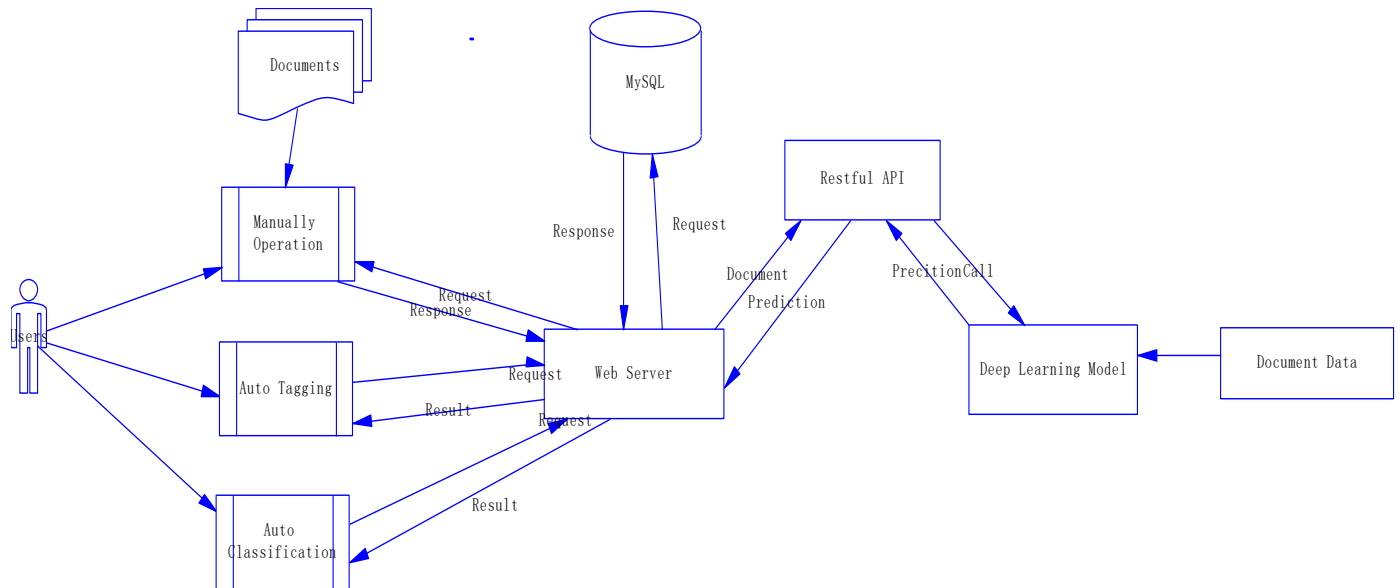 Documents
MySQL
Restful API
Manually
Operation
Response
Request
Document
PrecitionCall
Prediction
Request
Response
Users
Web Server
Deep Learning Model
Document Data
Auto Tagging
Request
Result
Request
Result
Auto
Classification